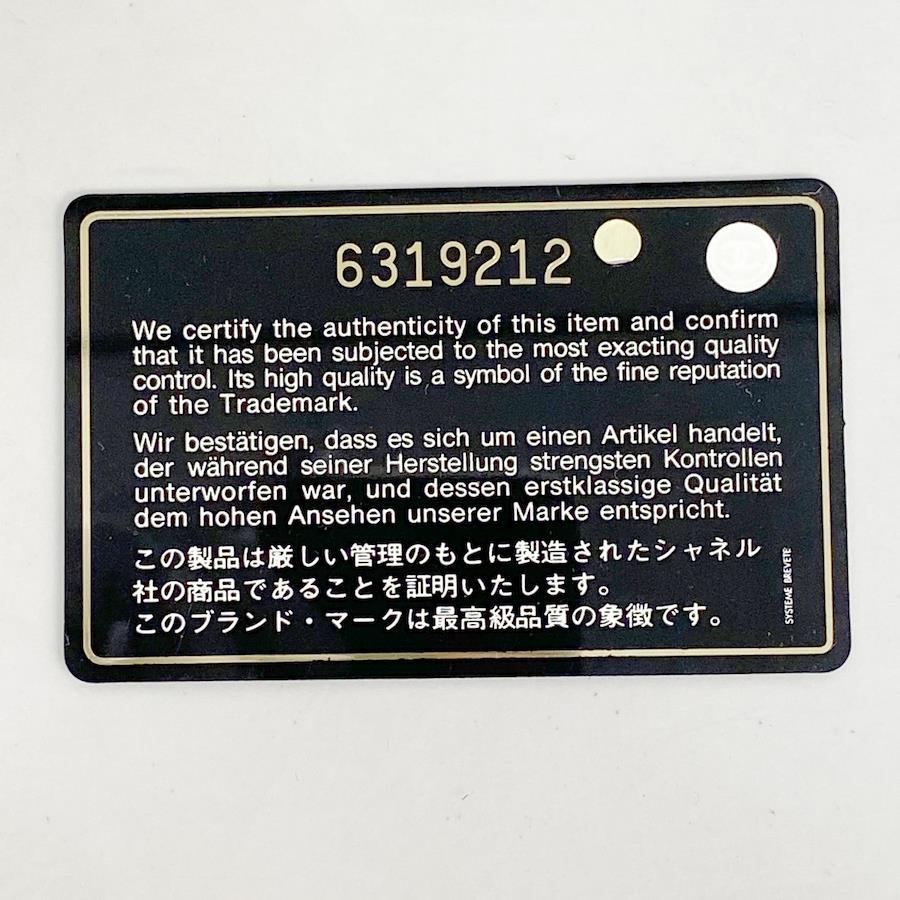 6319212
We certify the authenticity of this item and confirm
that it has been subjected to the most exacting quality
control. Its high quality is a symbol of the fine reputation
of the Trademark.
Wir bestätigen, dass es sich um einen Artikel handelt,
der während seiner Herstellung strengsten Kontrollen
unterworfen war, und dessen erstklassige Qualität
dem hohen Ansehen unserer Marke entspricht.
この製品は厳しい管理のもとに製造されたシャネル
社の商品であることを証明いたします。
このブランド・マークは最高級品質の象徴です。
SYSTEME BREVETE